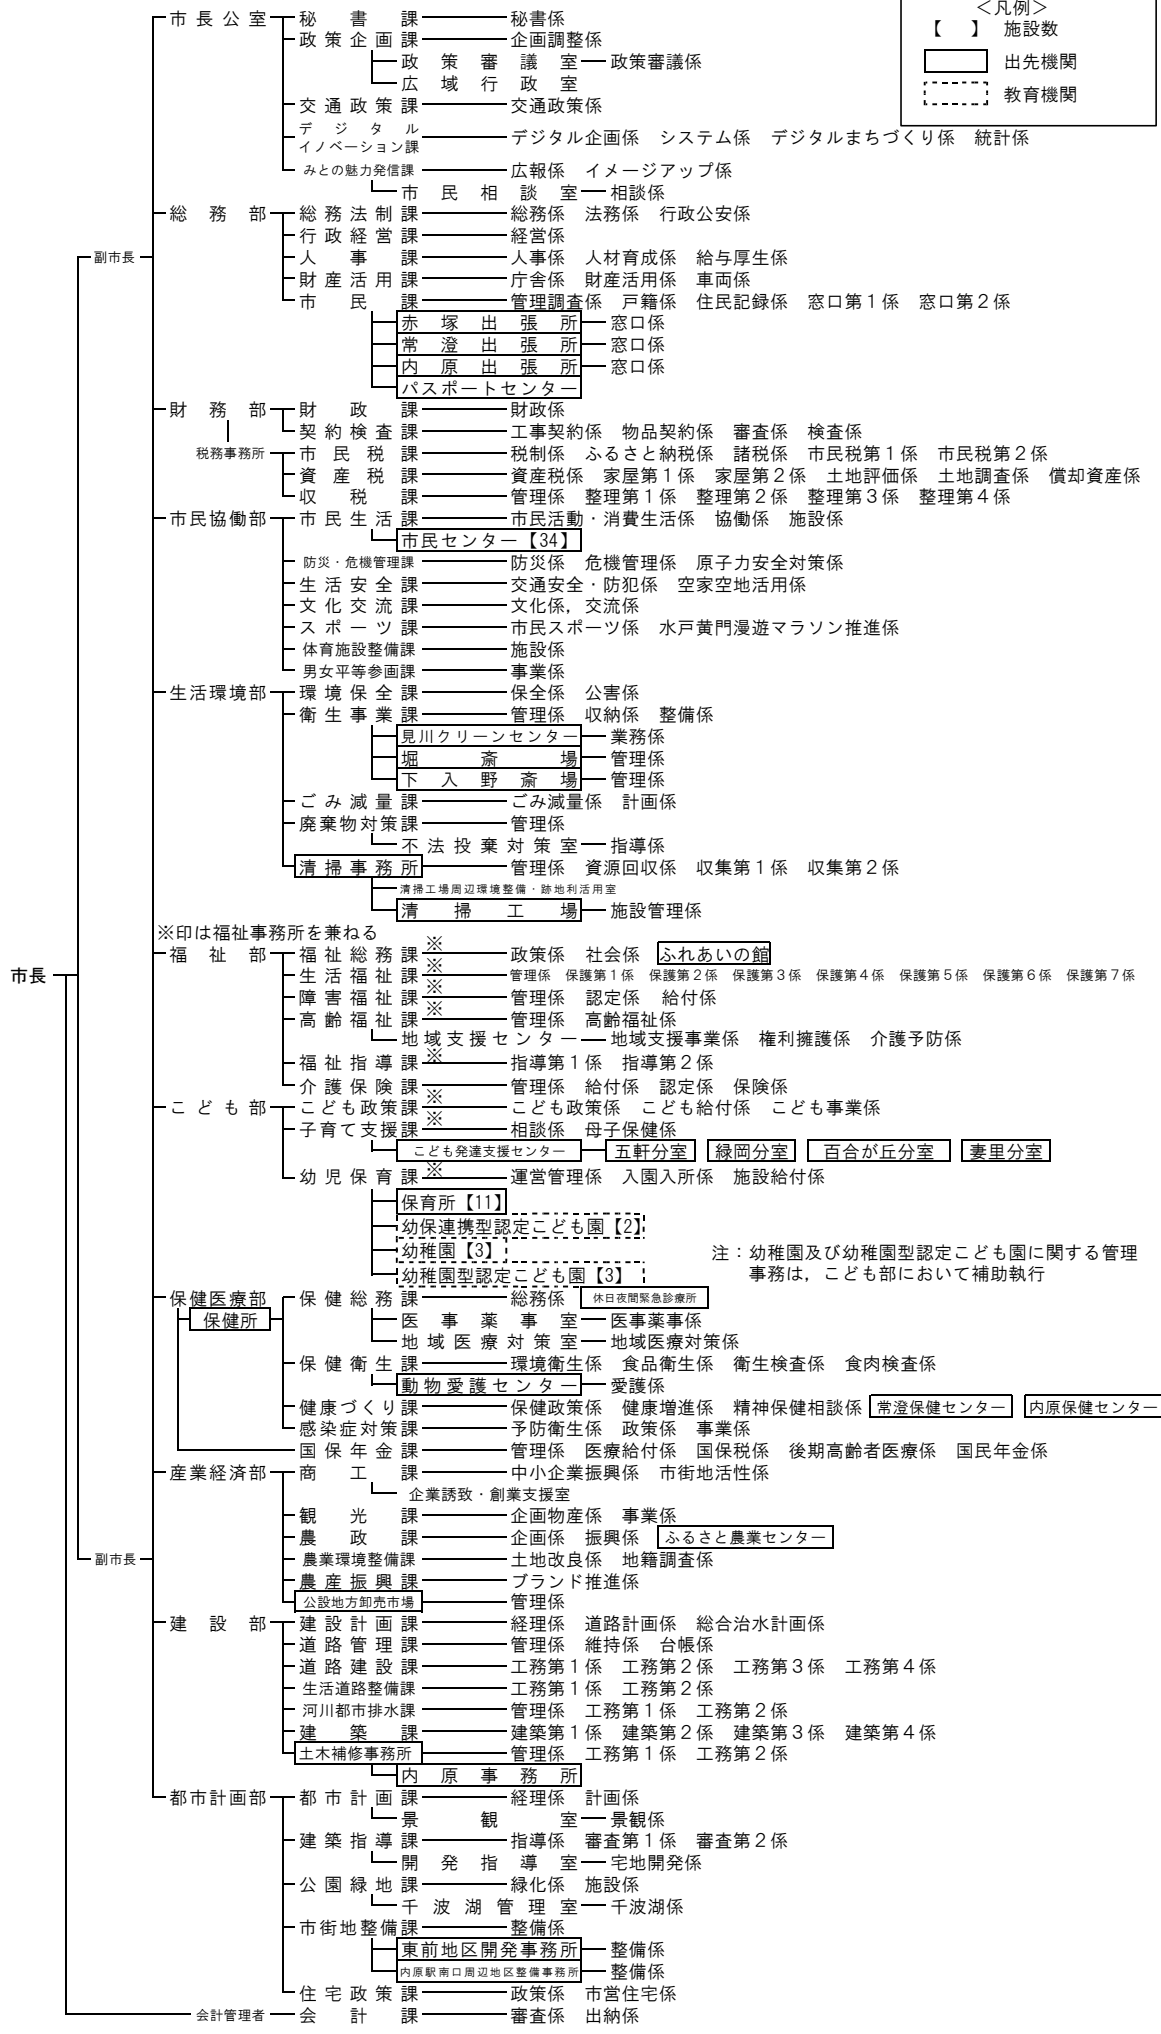 ＜凡例＞
【　】 施設数
出先機関
教育機関
市長公室 秘書課 秘書係
政策企画課 企画調整係
政策審議室 政策審議係
広域行政室
交通政策課 交通政策係
デジタル
イノベーション課 デジタル企画係 システム係 デジタルまちづくり係 統計係
みとの魅力発信課 広報係 イメージアップ係
市民相談室 相談係
総務部 総務法制課 総務係 法務係 行政公安係
行政経営課 経営係
副市長 人事課 人事係 人材育成係 給与厚生係
財産活用課 庁舎係 財産活用係 車両係
市民課 管理調査係 戸籍係 住民記録係 窓口第１係 窓口第２係
赤塚出張所 窓口係
常澄出張所 窓口係
内原出張所 窓口係
パスポートセンター
財務部 財政課 財政係
契約検査課 工事契約係 物品契約係 審査係 検査係
税務事務所 市民税課 税制係 ふるさと納税係 諸税係 市民税第１係 市民税第２係
資産税課 資産税係 家屋第１係 家屋第２係 土地評価係 土地調査係 償却資産係
収税課 管理係 整理第１係 整理第２係 整理第３係 整理第４係
市民協働部 市民生活課 市民活動・消費生活係 協働係 施設係
市民センター【34】
防災・危機管理課 防災係 危機管理係 原子力安全対策係
生活安全課 交通安全・防犯係 空家空地活用係
文化交流課 文化係，交流係
スポーツ課 市民スポーツ係 水戸黄門漫遊マラソン推進係
体育施設整備課 施設係
男女平等参画課 事業係
生活環境部 環境保全課 保全係 公害係
衛生事業課 管理係 収納係 整備係
見川クリーンセンター 業務係
堀斎場 管理係
下入野斎場 管理係
ごみ減量課 ごみ減量係 計画係
廃棄物対策課 管理係
不法投棄対策室 指導係
清掃事務所 管理係 資源回収係 収集第１係 収集第２係
清掃工場周辺環境整備・跡地利活用室
清掃工場 施設管理係
※印は福祉事務所を兼ねる
福祉部 福祉総務課※ 政策係 社会係 ふれあいの館
市長 生活福祉課※ 管理係 保護第１係 保護第２係 保護第３係 保護第４係 保護第５係 保護第６係 保護第７係
障害福祉課※ 管理係 認定係 給付係
高齢福祉課※ 管理係 高齢福祉係
地域支援センター 地域支援事業係 権利擁護係 介護予防係
福祉指導課※ 指導第１係 指導第２係
介護保険課 管理係 給付係 認定係 保険係
こども部 こども政策課※ こども政策係 こども給付係 こども事業係
子育て支援課※ 相談係 母子保健係
こども発達支援センター 五軒分室 緑岡分室 百合が丘分室 妻里分室
幼児保育課※ 運営管理係 入園入所係 施設給付係
保育所【11】
幼保連携型認定こども園【2】
幼稚園【3】
幼稚園型認定こども園【3】
注：幼稚園及び幼稚園型認定こども園に関する管理
事務は，こども部において補助執行
保健医療部 保健総務課 総務係 休日夜間緊急診療所
保健所 医事薬事室 医事薬事係
地域医療対策室 地域医療対策係
保健衛生課 環境衛生係 食品衛生係 衛生検査係 食肉検査係
動物愛護センター 愛護係
健康づくり課 保健政策係 健康増進係 精神保健相談係 常澄保健センター 内原保健センター
感染症対策課 予防衛生係 政策係 事業係
国保年金課 管理係 医療給付係 国保税係 後期高齢者医療係 国民年金係
産業経済部 商工課 中小企業振興係 市街地活性係
企業誘致・創業支援室
観光課 企画物産係 事業係
農政課 企画係 振興係 ふるさと農業センター
副市長 農業環境整備課 土地改良係 地籍調査係
農産振興課 ブランド推進係
公設地方卸売市場 管理係
建設部 建設計画課 経理係 道路計画係 総合治水計画係
道路管理課 管理係 維持係 台帳係
道路建設課 工務第１係 工務第２係 工務第３係 工務第４係
生活道路整備課 工務第１係 工務第２係
河川都市排水課 管理係 工務第１係 工務第２係
建築課 建築第１係 建築第２係 建築第３係 建築第４係
土木補修事務所 管理係 工務第１係 工務第２係
内原事務所
都市計画部 都市計画課 経理係 計画係
景観室 景観係
建築指導課 指導係 審査第１係 審査第２係
開発指導室 宅地開発係
公園緑地課 緑化係 施設係
千波湖管理室 千波湖係
市街地整備課 整備係
東前地区開発事務所 整備係
内原駅南口周辺地区整備事務所 整備係
住宅政策課 政策係 市営住宅係
会計管理者 会計課 審査係 出納係